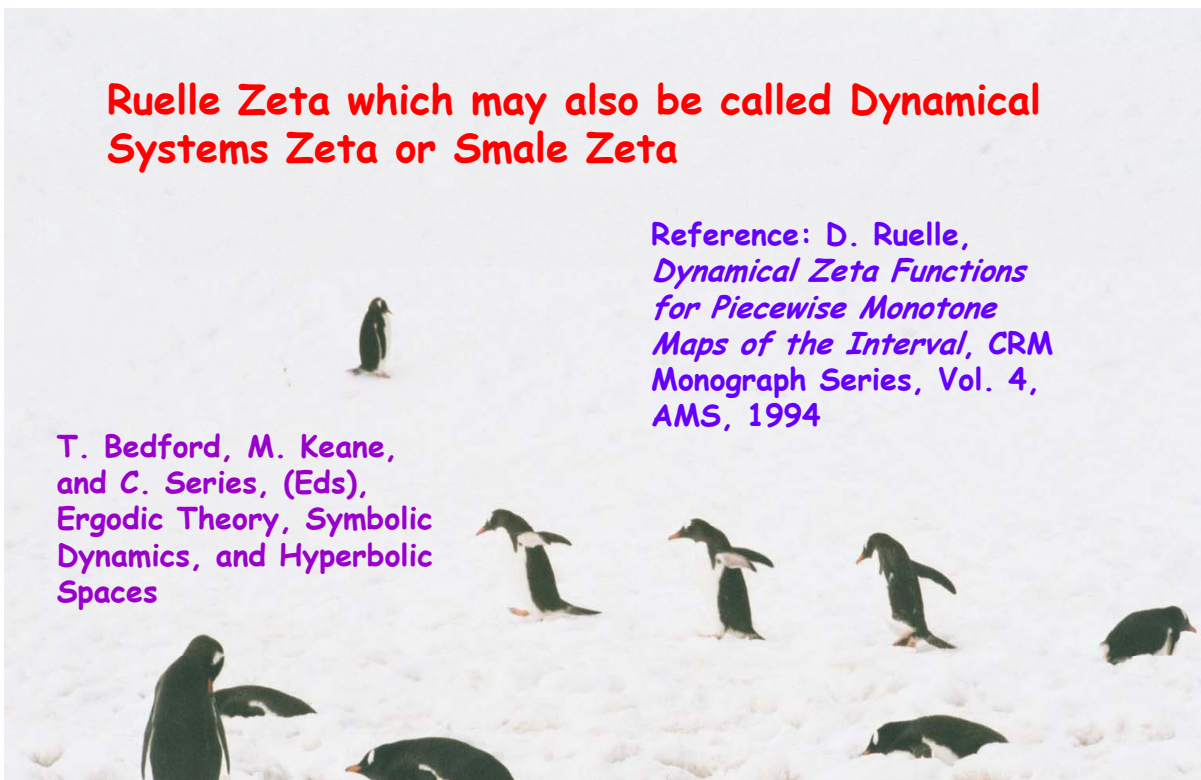 Ruelle Zeta which may also be called Dynamical
Systems Zeta or Smale Zeta
Reference: D. Ruelle,
Dynamical Zeta Functions
for Piecewise Monotone
Maps of the Interval, CRM
Monograph Series, Vol. 4,
AMS, 1994
T. Bedford, M. Keane,
and C. Series, (Eds),
Ergodic Theory, Symbolic
Dynamics, and Hyperbolic
Spaces